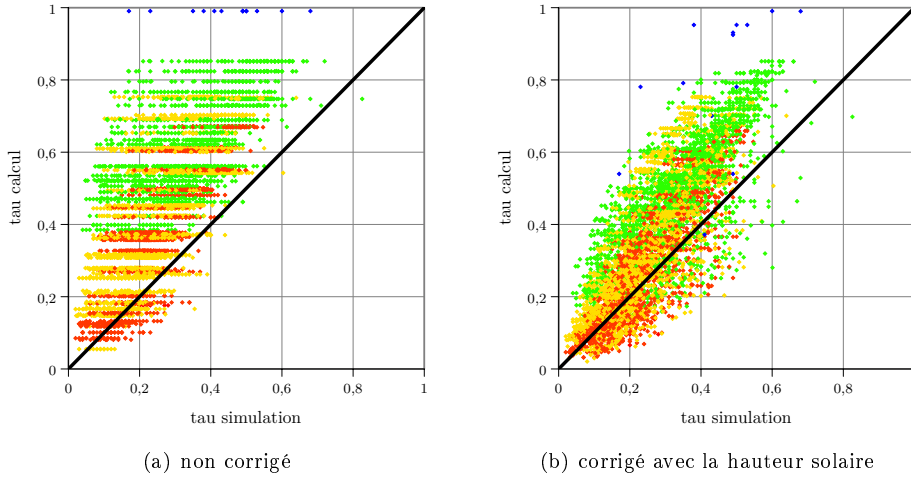 1
0,8
0,6
0,4
0,2
0
0 0,2 0,4 0,6 0,8 1
tau calcul
tau simulation
(a) non corrigé
1
0,8
0,6
0,4
0,2
0
0 0,2 0,4 0,6 0,8
tau calcul
tau simulation
(b) corrigé avec la hauteur solaire